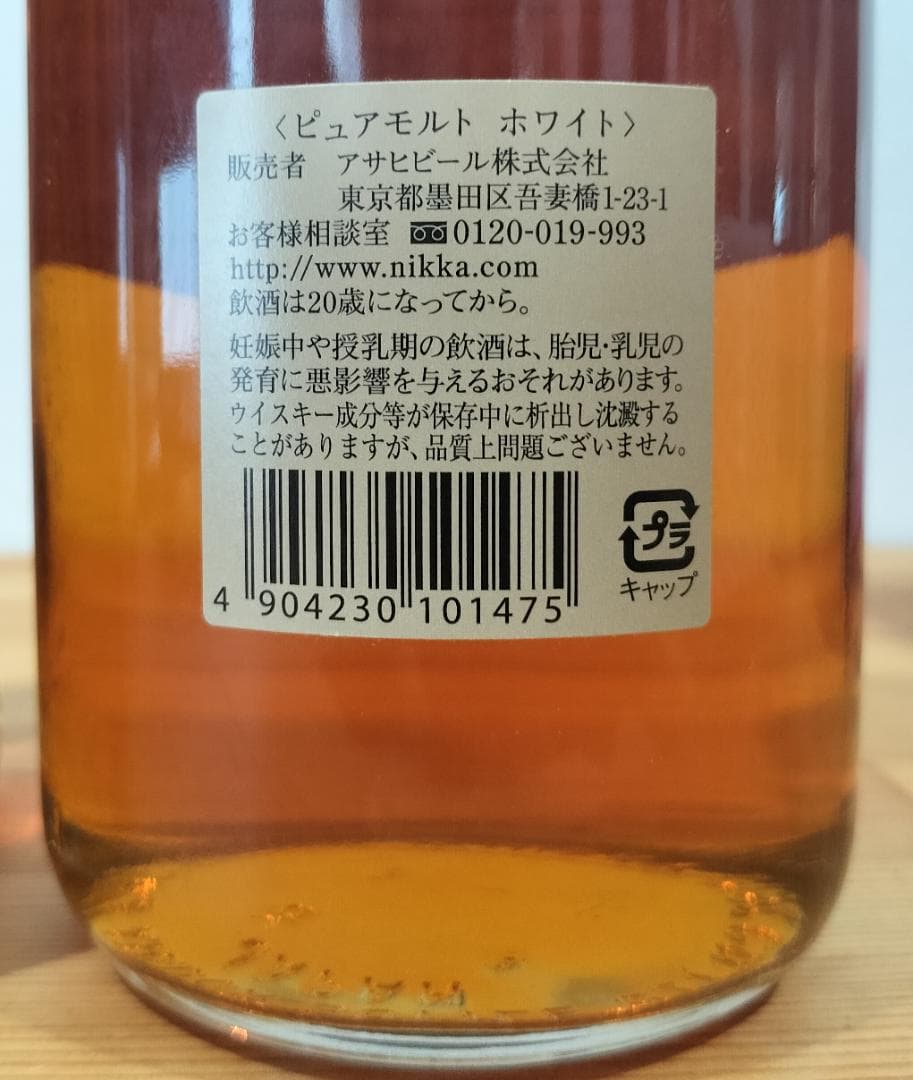 〈ピュアモルト ホワイト〉
販売者 アサヒビール株式会社
東京都墨田区吾妻橋1-23-1
お客様相談室 0120-019-993
http://www.nikka.com
飲酒は20歳になってから。
妊娠中や授乳期の飲酒は、胎児・乳児の
発育に悪影響を与えるおそれがあります。
ウイスキー成分等が保存中に析出し沈澱する
ことがありますが、品質上問題ございません。
4 904230 101475
プラ
キャップ